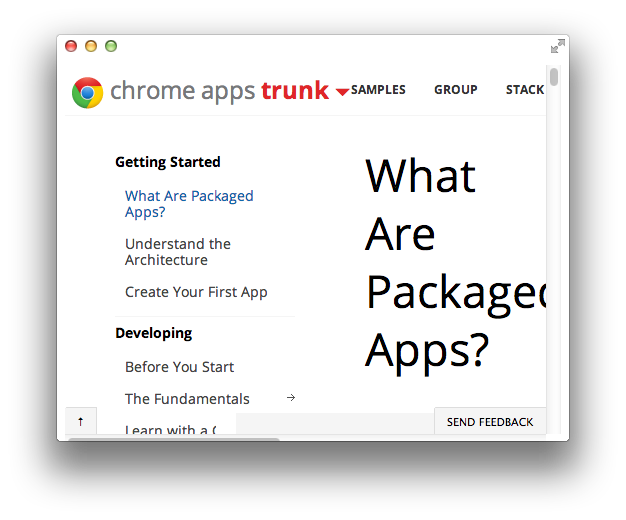 chrome apps trunk
SAMPLES GROUP STACK
Getting Started
What Are Packaged
Apps?
Understand the
Architecture
Create Your First App
Developing
Before You Start
The Fundamentals →
Learn with a
↑
What
Are
Packaged
Apps?
SEND FEEDBACK